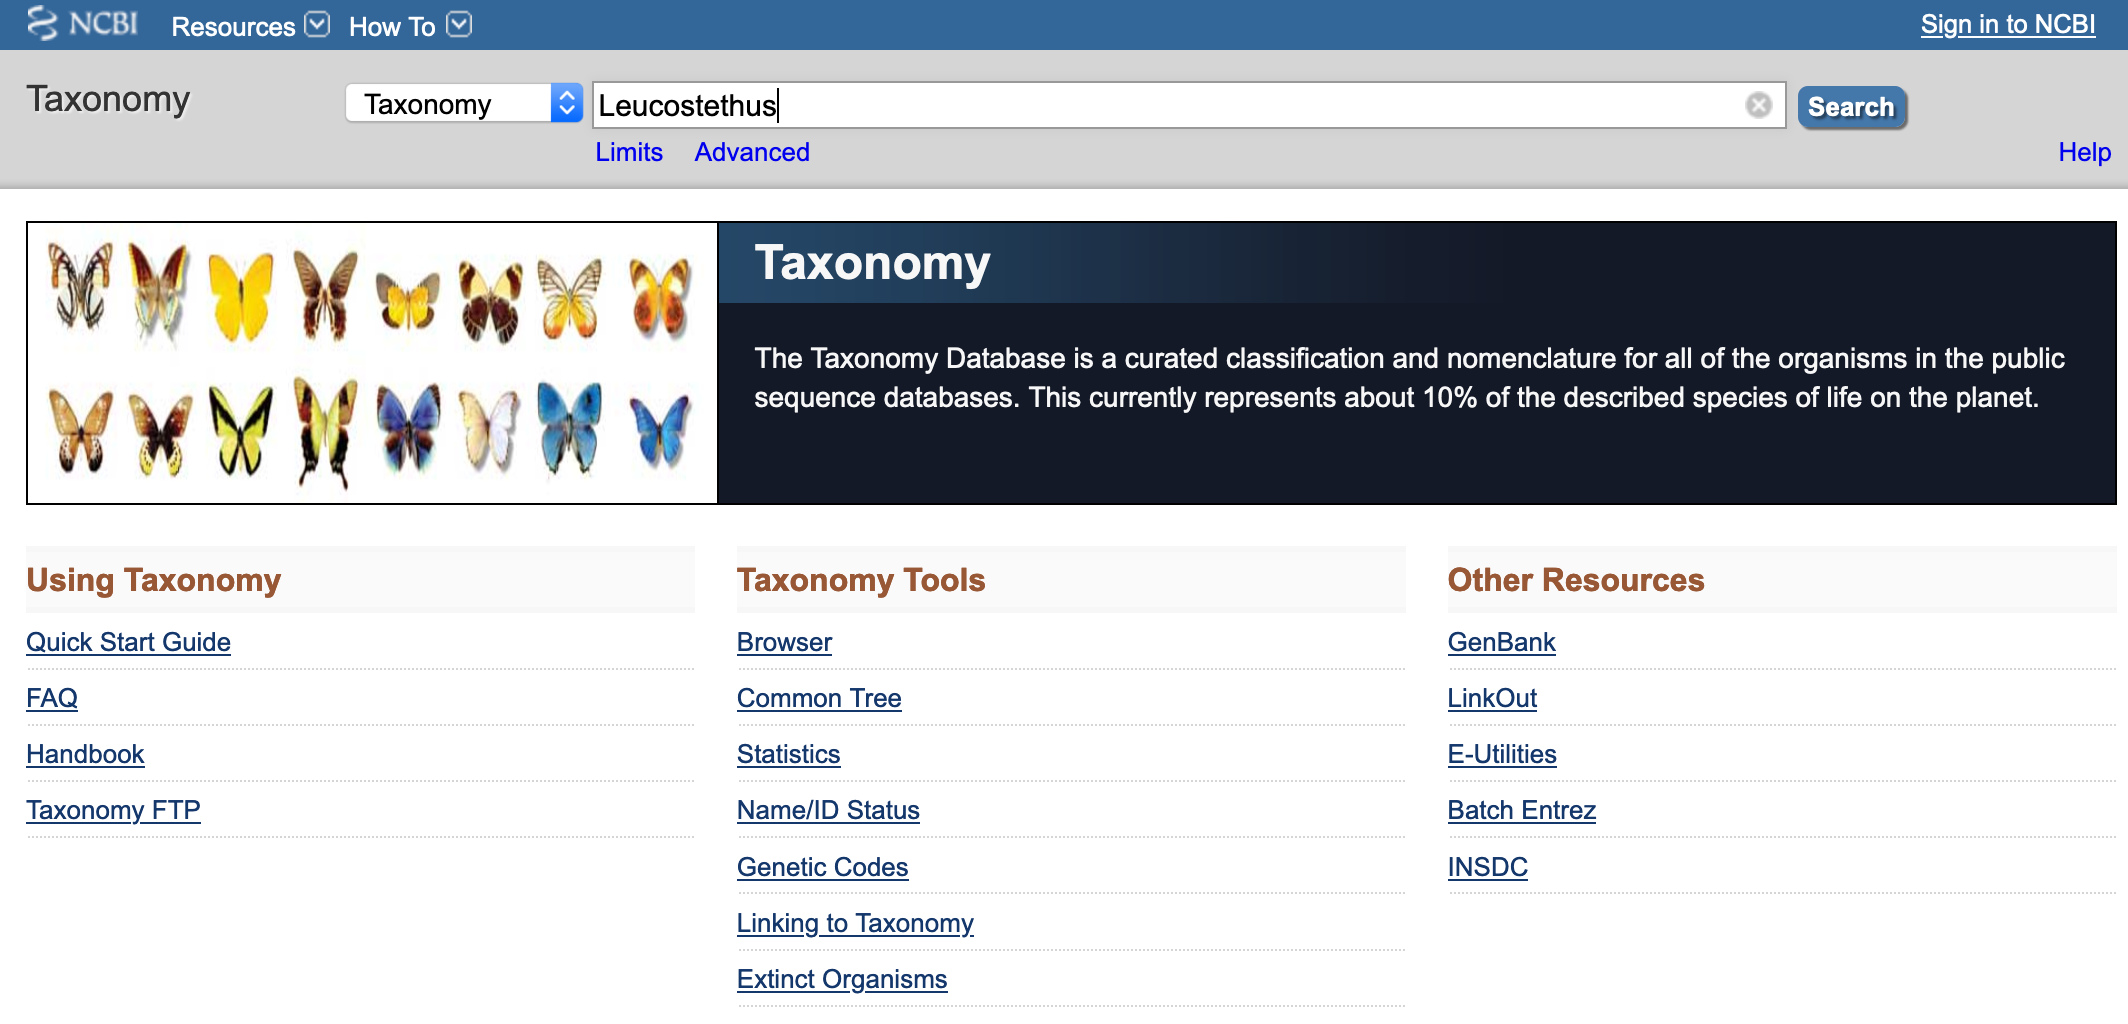 NCBI Resources How To Sign in to NCBI
Taxonomy Taxonomy Leucostethus Search
Limits Advanced Help
Taxonomy
The Taxonomy Database is a curated classification and nomenclature for all of the organisms in the public
sequence databases. This currently represents about 10% of the described species of life on the planet.
Using Taxonomy
Quick Start Guide
FAQ
Handbook
Taxonomy FTP
Taxonomy Tools
Browser
Common Tree
Statistics
Name/ID Status
Genetic Codes
Linking to Taxonomy
Extinct Organisms
Other Resources
GenBank
LinkOut
E-Utilities
Batch Entrez
INSDC